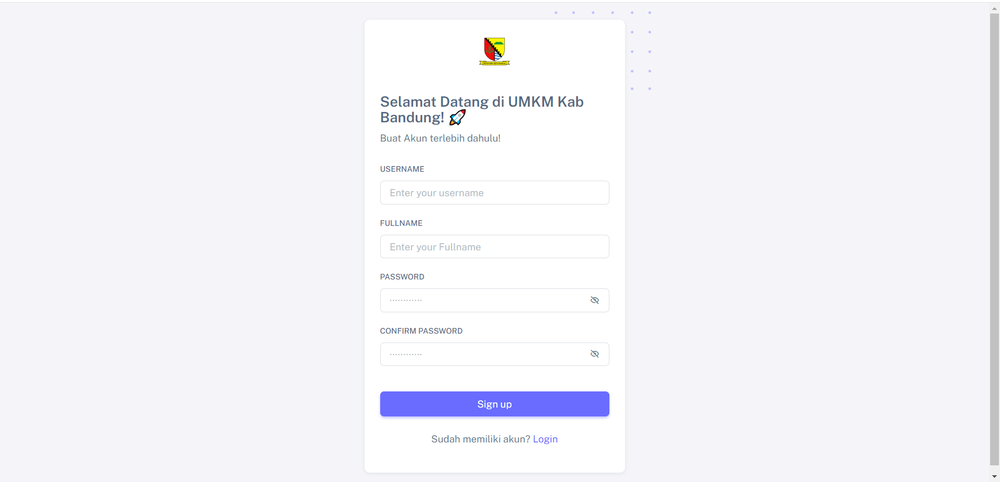 Selamat Datang di UMKM Kab
Bandung! 🚀
Buat Akun terlebih dahulu!
USERNAME
Enter your username
FULLNAME
Enter your Fullname
PASSWORD
············
CONFIRM PASSWORD
············
Sign up
Sudah memiliki akun? Login